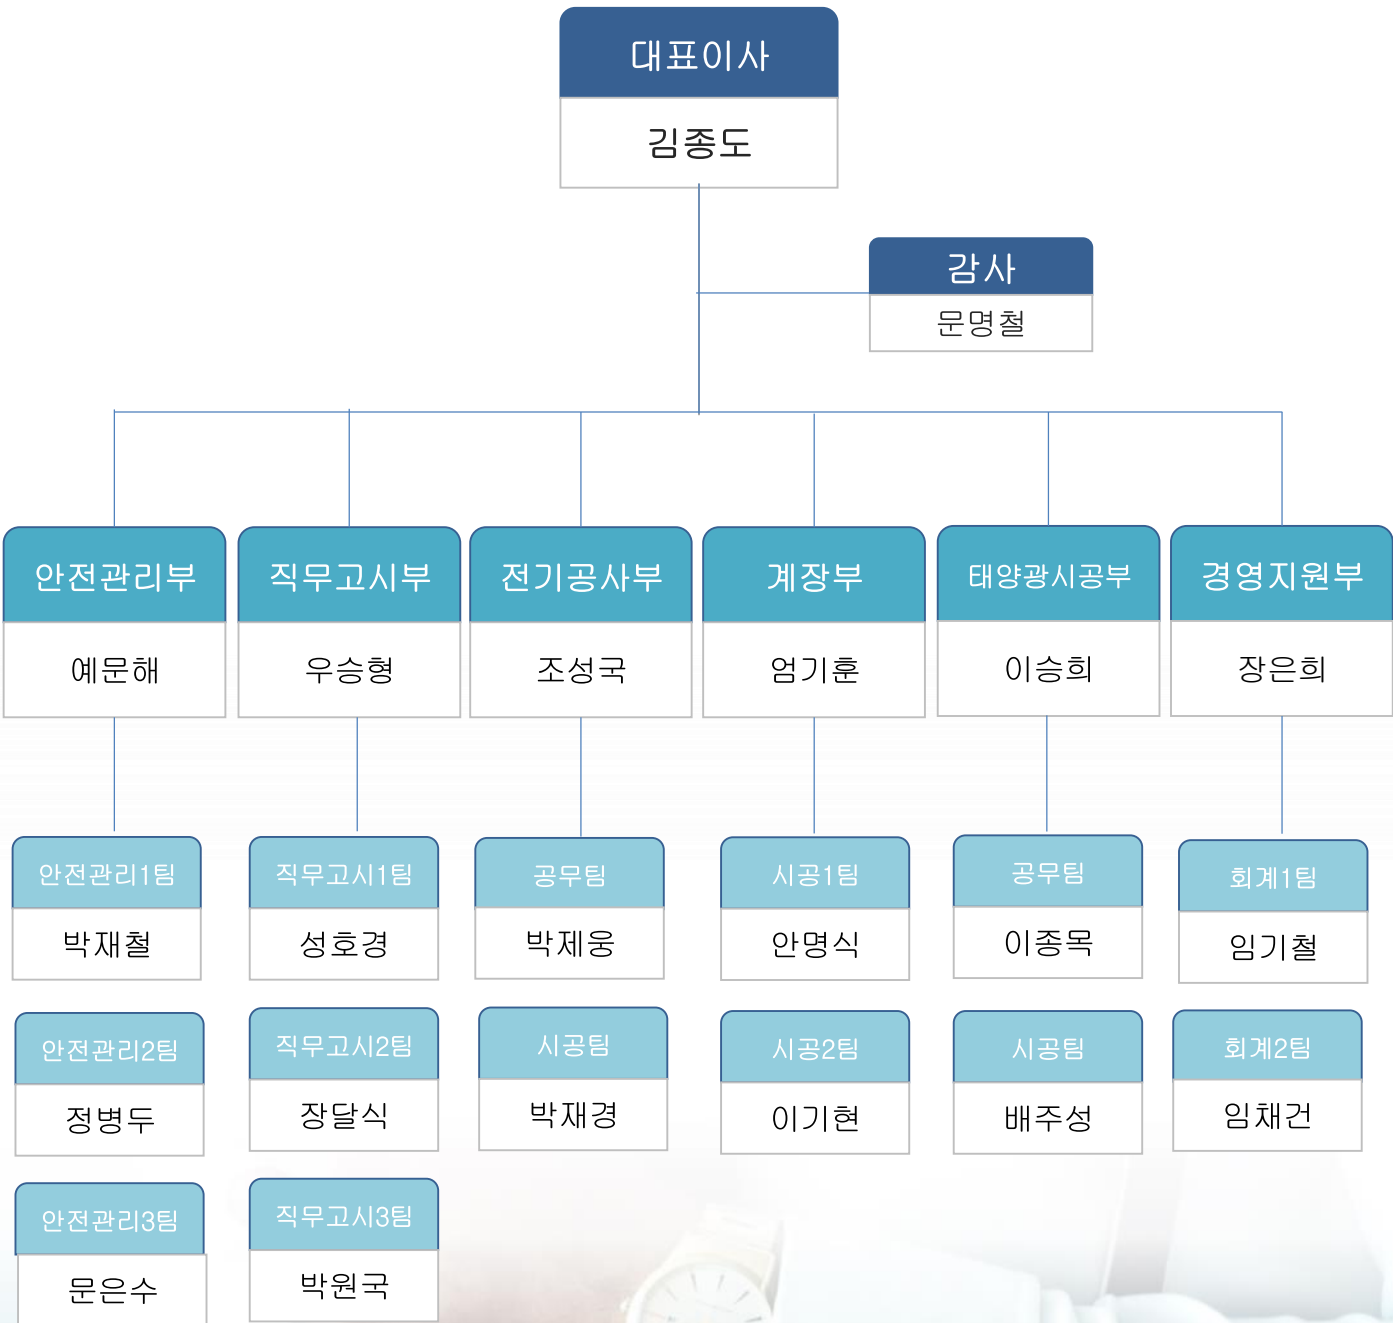 대표이사
김종도
감사
문명철
안전관리부
예문해
직무고시부
우승형
전기공사부
조성국
계장부
엄기훈
태양광시공부
이승희
경영지원부
장은희
안전관리1팀
박재철
직무고시1팀
성호경
공무팀
박제웅
시공1팀
안명식
공무팀
이종목
회계1팀
임기철
안전관리2팀
정병두
직무고시2팀
장달식
시공팀
박재경
시공2팀
이기현
시공팀
배주성
회계2팀
임채건
안전관리3팀
문은수
직무고시3팀
박원국